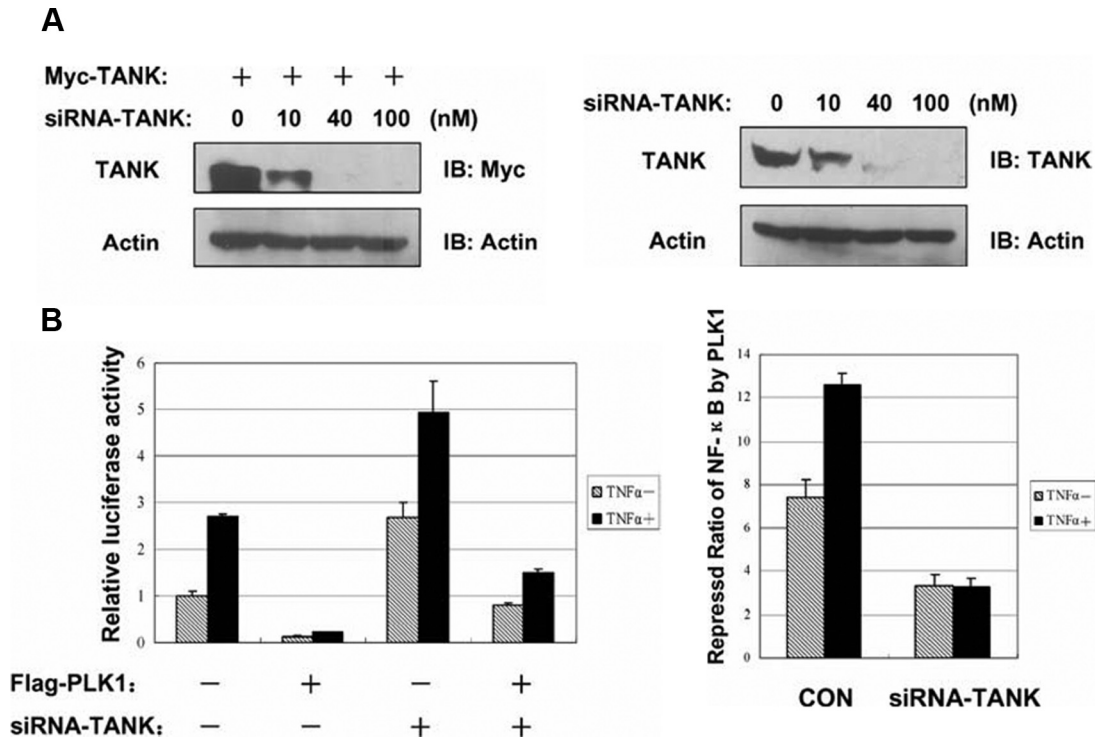 A
Myc-TANK: + + + +
siRNA-TANK: 0 10 40 100 (nM)
TANK IB: Myc
Actin IB: Actin
siRNA-TANK: 0 10 40 100 (nM)
TANK IB: TANK
Actin IB: Actin
B
Relative luciferase activity
6
5
4
3
2
1
0
TNFα−
TNFα+
Flag-PLK1: − + − +
siRNA-TANK: − − + +
Repressd Ratio of NF-κB by PLK1
14
12
10
8
6
4
2
0
TNFα−
TNFα+
CON siRNA-TANK